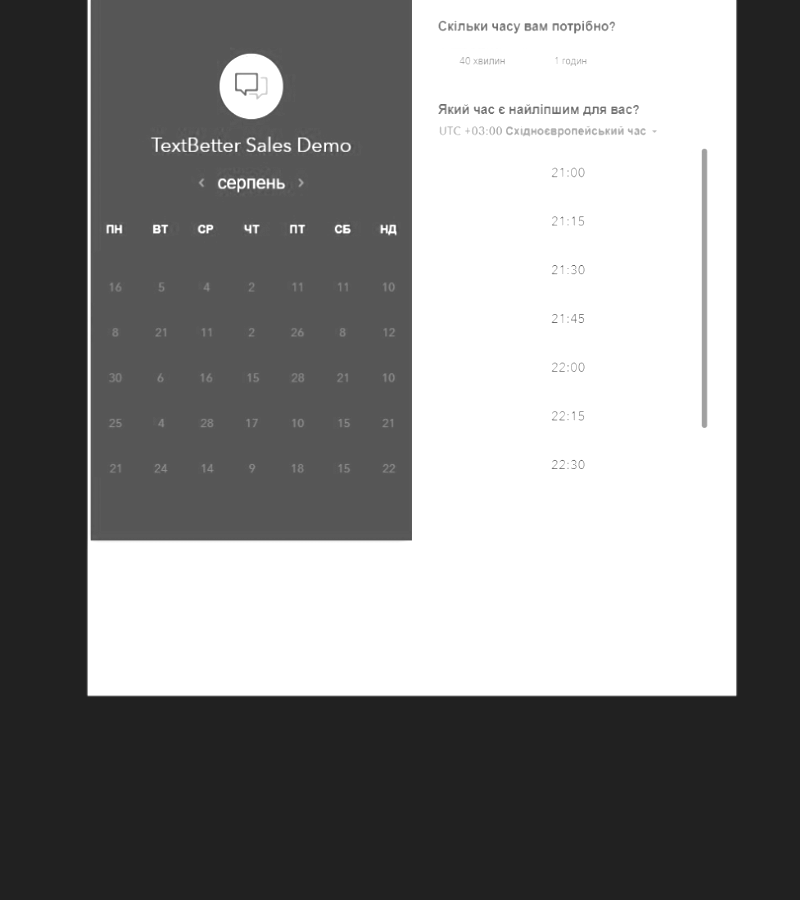 TextBetter Sales Demo
‹ серпень ›
ПН ВТ СР ЧТ ПТ СБ НД
16 5 4 2 11 11 10
8 21 11 2 26 8 12
30 6 16 15 28 21 10
25 4 28 17 10 15 21
21 24 14 9 18 15 22
Скільки часу вам потрібно?
40 хвилин 1 годин
Який час є найліпшим для вас?
UTC +03:00 Східноєвропейський час
21:00
21:15
21:30
21:45
22:00
22:15
22:30